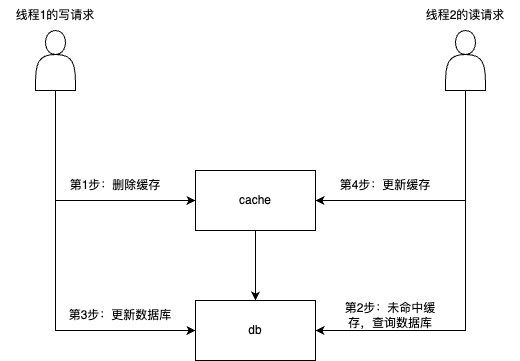 线程1的写请求
线程2的读请求
第1步：删除缓存
第4步：更新缓存
cache
第3步：更新数据库
第2步：未命中缓
存，查询数据库
db